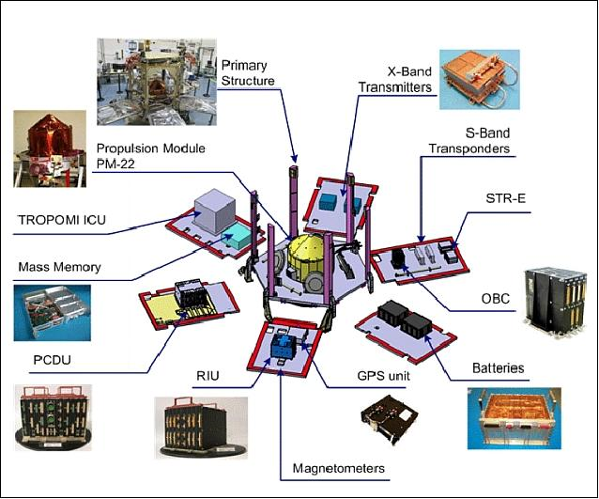 Primary
Structure
X-Band
Transmitters
S-Band
Transponders
Propulsion Module
PM-22
STR-E
TROPOMI ICU
Mass Memory
OBC
PCDU
RIU
GPS unit
Batteries
Magnetometers